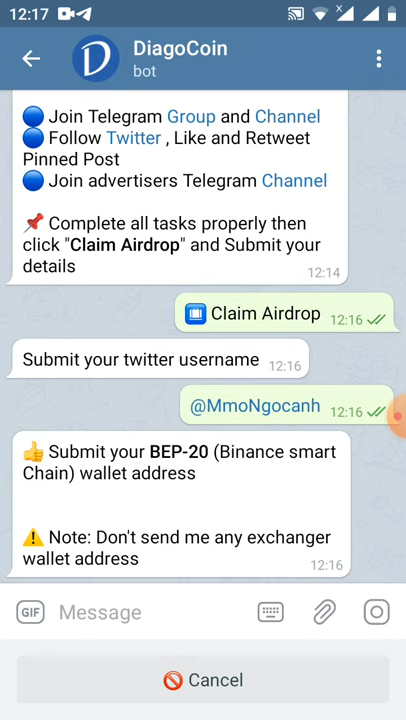 12:17
DiagoCoin
bot
Join Telegram Group and Channel
Follow Twitter , Like and Retweet
Pinned Post
Join advertisers Telegram Channel
📌 Complete all tasks properly then
click "Claim Airdrop" and Submit your
details
12:14
Claim Airdrop 12:16
Submit your twitter username 12:16
@MmoNgocanh 12:16
👍 Submit your BEP-20 (Binance smart
Chain) wallet address
⚠️ Note: Don't send me any exchanger
wallet address
12:16
GIF Message
🚫 Cancel